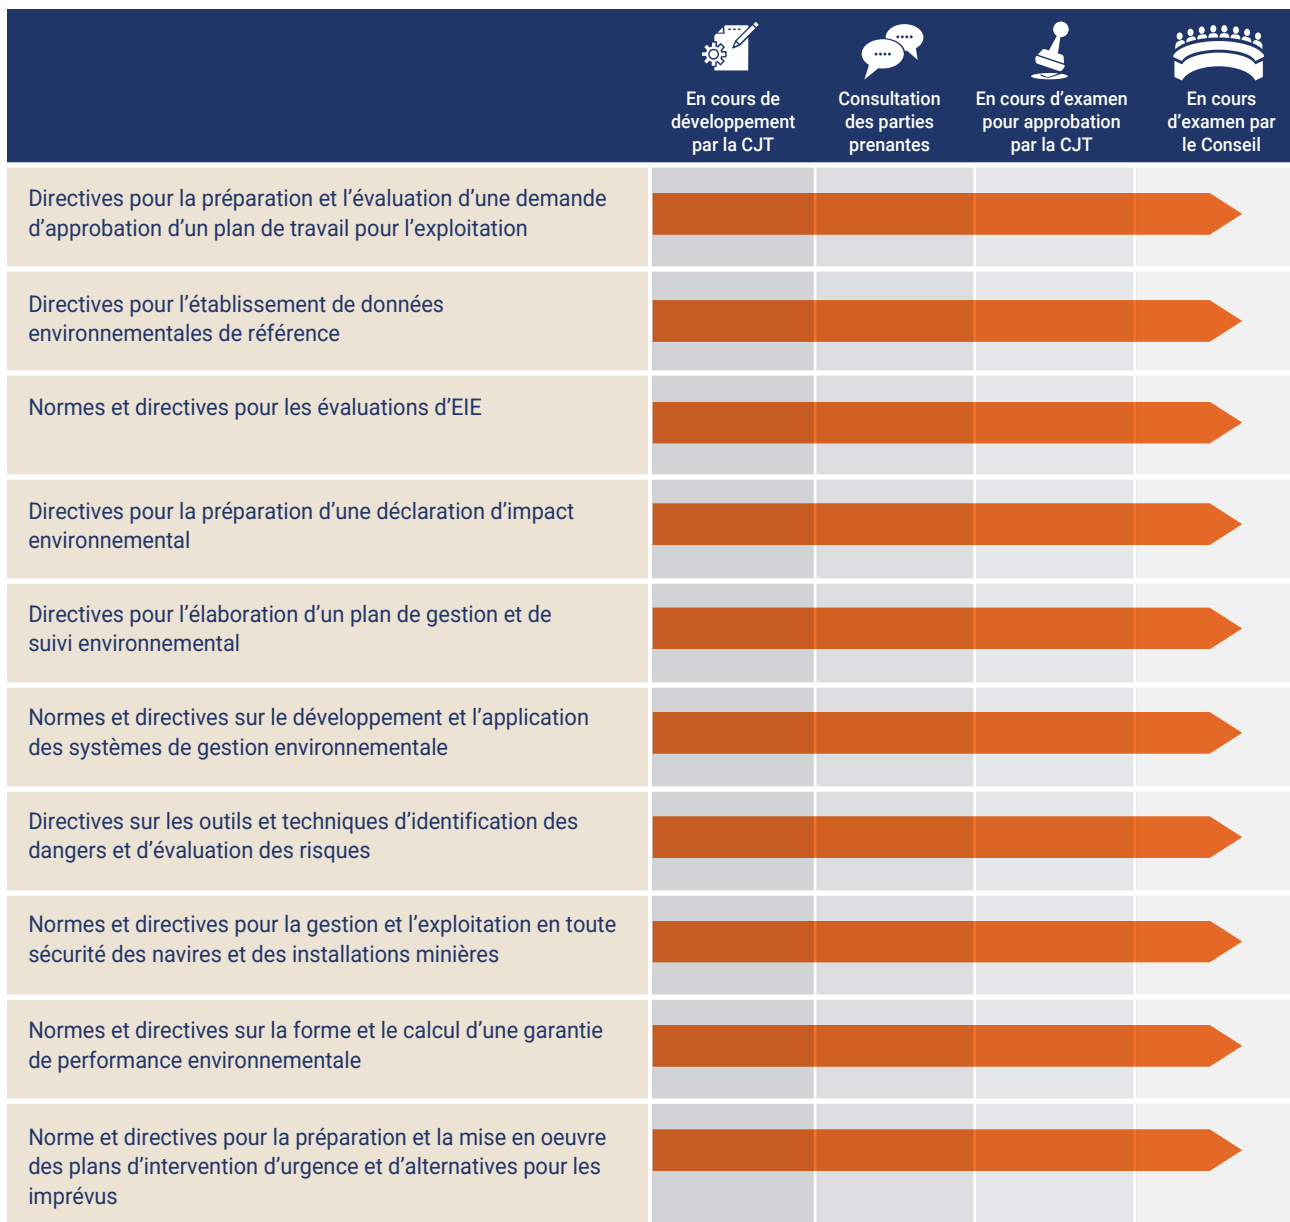 En cours de
développement
par la CJT
Consultation
des parties
prenantes
En cours d’examen
pour approbation
par la CJT
En cours
d’examen par
le Conseil
Directives pour la préparation et l’évaluation d’une demande
d’approbation d’un plan de travail pour l’exploitation
Directives pour l’établissement de données
environnementales de référence
Normes et directives pour les évaluations d’EIE
Directives pour la préparation d’une déclaration d’impact
environnemental
Directives pour l’élaboration d’un plan de gestion et de
suivi environnemental
Normes et directives sur le développement et l’application
des systèmes de gestion environnementale
Directives sur les outils et techniques d’identification des
dangers et d’évaluation des risques
Normes et directives pour la gestion et l’exploitation en toute
sécurité des navires et des installations minières
Normes et directives sur la forme et le calcul d’une garantie
de performance environnementale
Norme et directives pour la préparation et la mise en oeuvre
des plans d’intervention d’urgence et d’alternatives pour les
imprévus